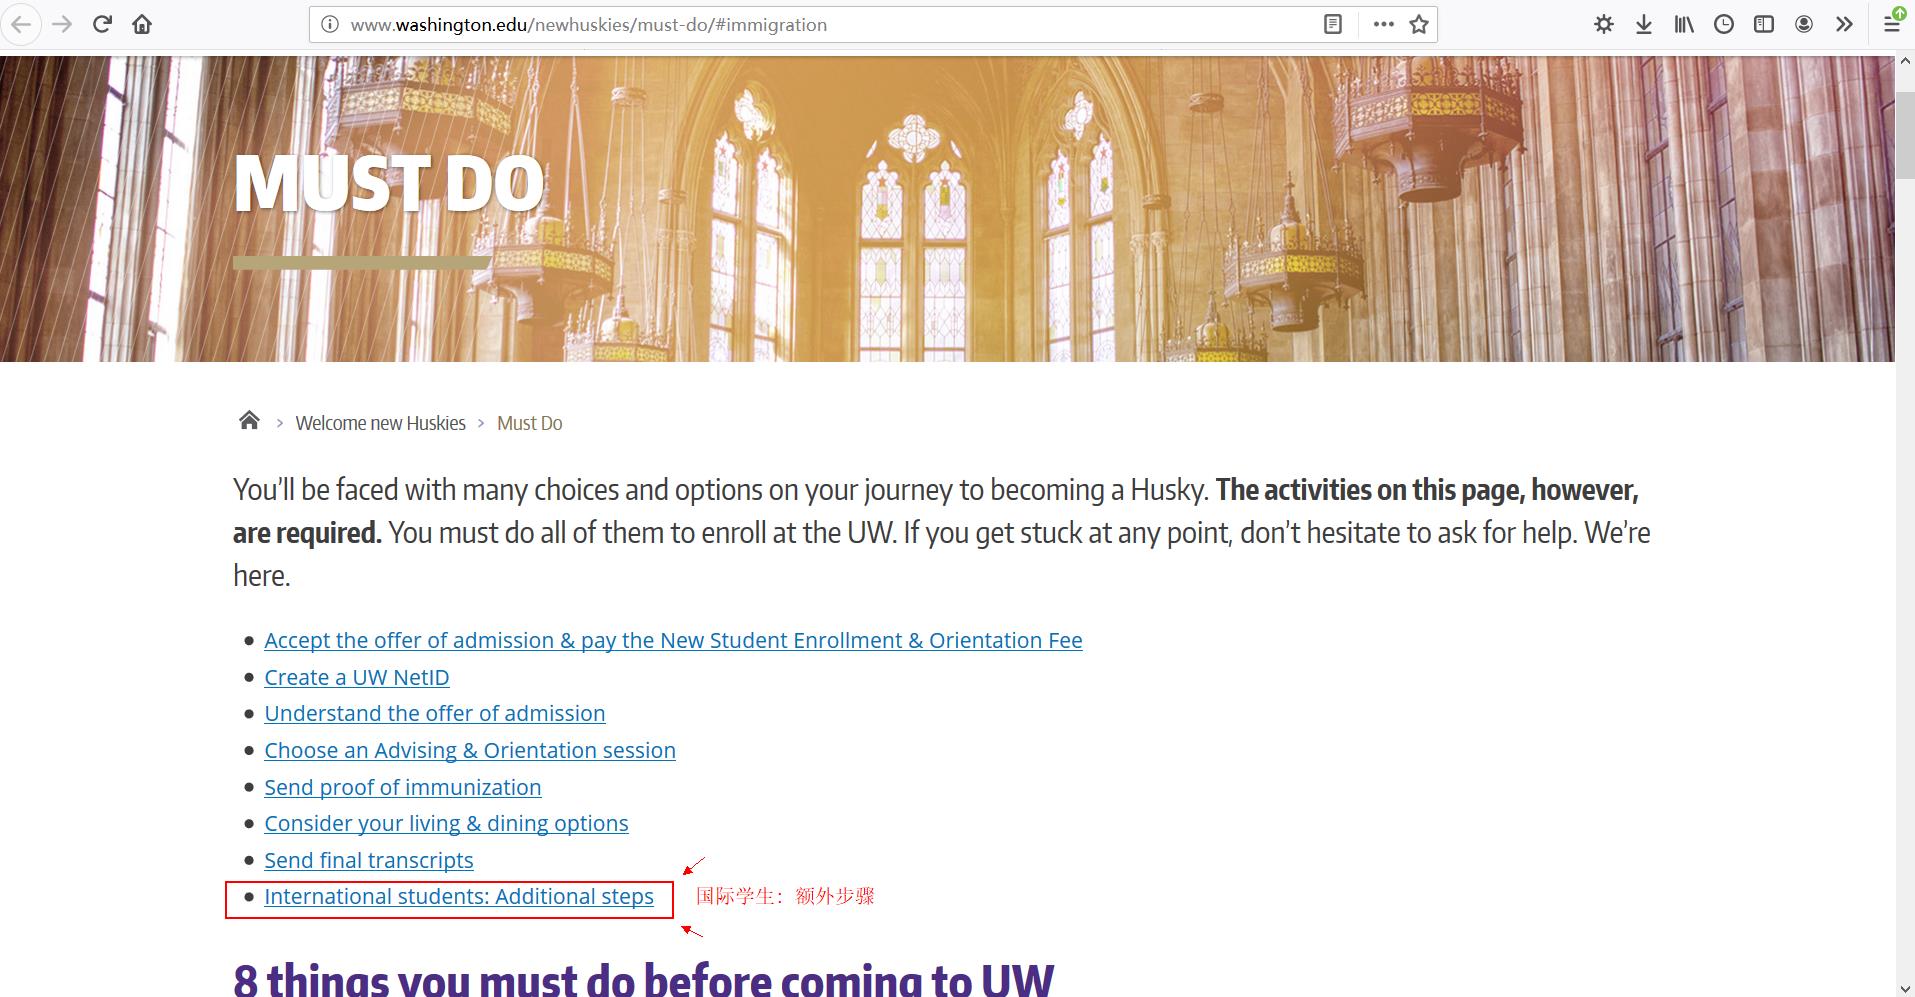 www.washington.edu/newhuskies/must-do/#immigration
MUST DO
Welcome new Huskies > Must Do
You’ll be faced with many choices and options on your journey to becoming a Husky. The activities on this page, however,
are required. You must do all of them to enroll at the UW. If you get stuck at any point, don’t hesitate to ask for help. We’re
here.
Accept the offer of admission & pay the New Student Enrollment & Orientation Fee
Create a UW NetID
Understand the offer of admission
Choose an Advising & Orientation session
Send proof of immunization
Consider your living & dining options
Send final transcripts
International students: Additional steps 国际学生：额外步骤
8 things you must do before coming to UW